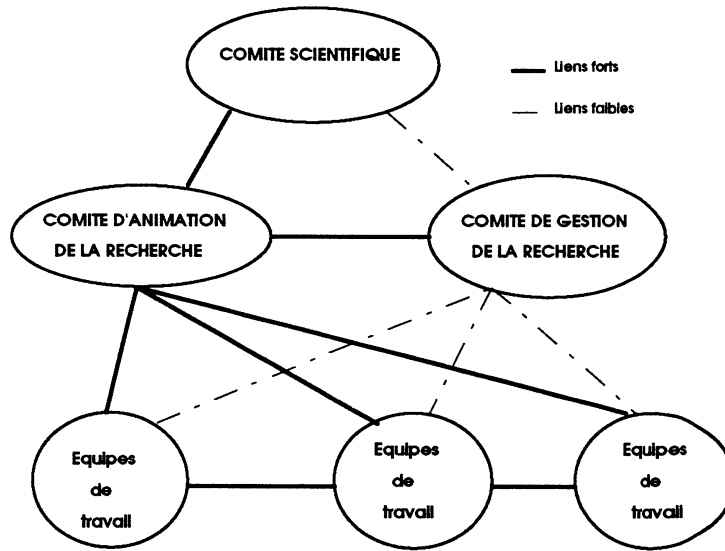 COMITE SCIENTIFIQUE
Liens forts
Liens faibles
COMITE D'ANIMATION
DE LA RECHERCHE
COMITE DE GESTION
DE LA RECHERCHE
Equipes
de
travail
Equipes
de
travail
Equipes
de
travail